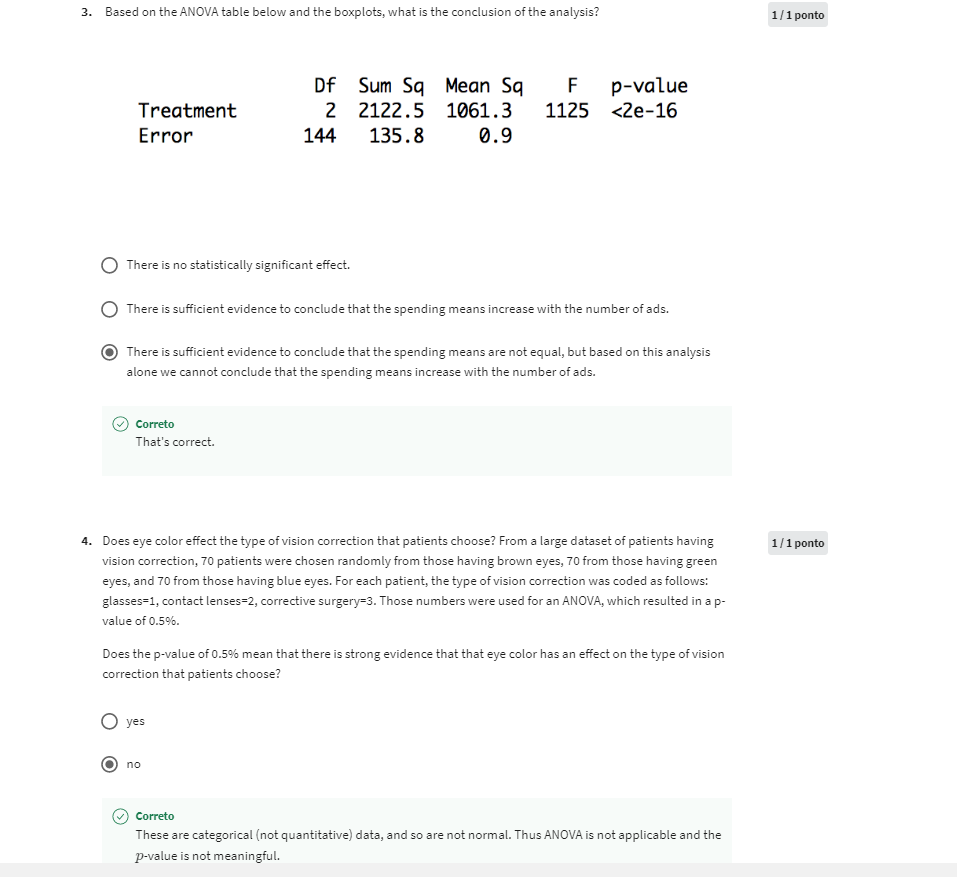 3. Based on the ANOVA table below and the boxplots, what is the conclusion of the analysis?
1 / 1 ponto
Df Sum Sq Mean Sq F p-value
Treatment 2 2122.5 1061.3 1125 <2e-16
Error 144 135.8 0.9
There is no statistically significant effect.
There is sufficient evidence to conclude that the spending means increase with the number of ads.
There is sufficient evidence to conclude that the spending means are not equal, but based on this analysis
alone we cannot conclude that the spending means increase with the number of ads.
Correto
That's correct.
4. Does eye color effect the type of vision correction that patients choose? From a large dataset of patients having
1 / 1 ponto
vision correction, 70 patients were chosen randomly from those having brown eyes, 70 from those having green
eyes, and 70 from those having blue eyes. For each patient, the type of vision correction was coded as follows:
glasses=1, contact lenses=2, corrective surgery=3. Those numbers were used for an ANOVA, which resulted in a p-
value of 0.5%.
Does the p-value of 0.5% mean that there is strong evidence that that eye color has an effect on the type of vision
correction that patients choose?
yes
no
Correto
These are categorical (not quantitative) data, and so are not normal. Thus ANOVA is not applicable and the
p-value is not meaningful.